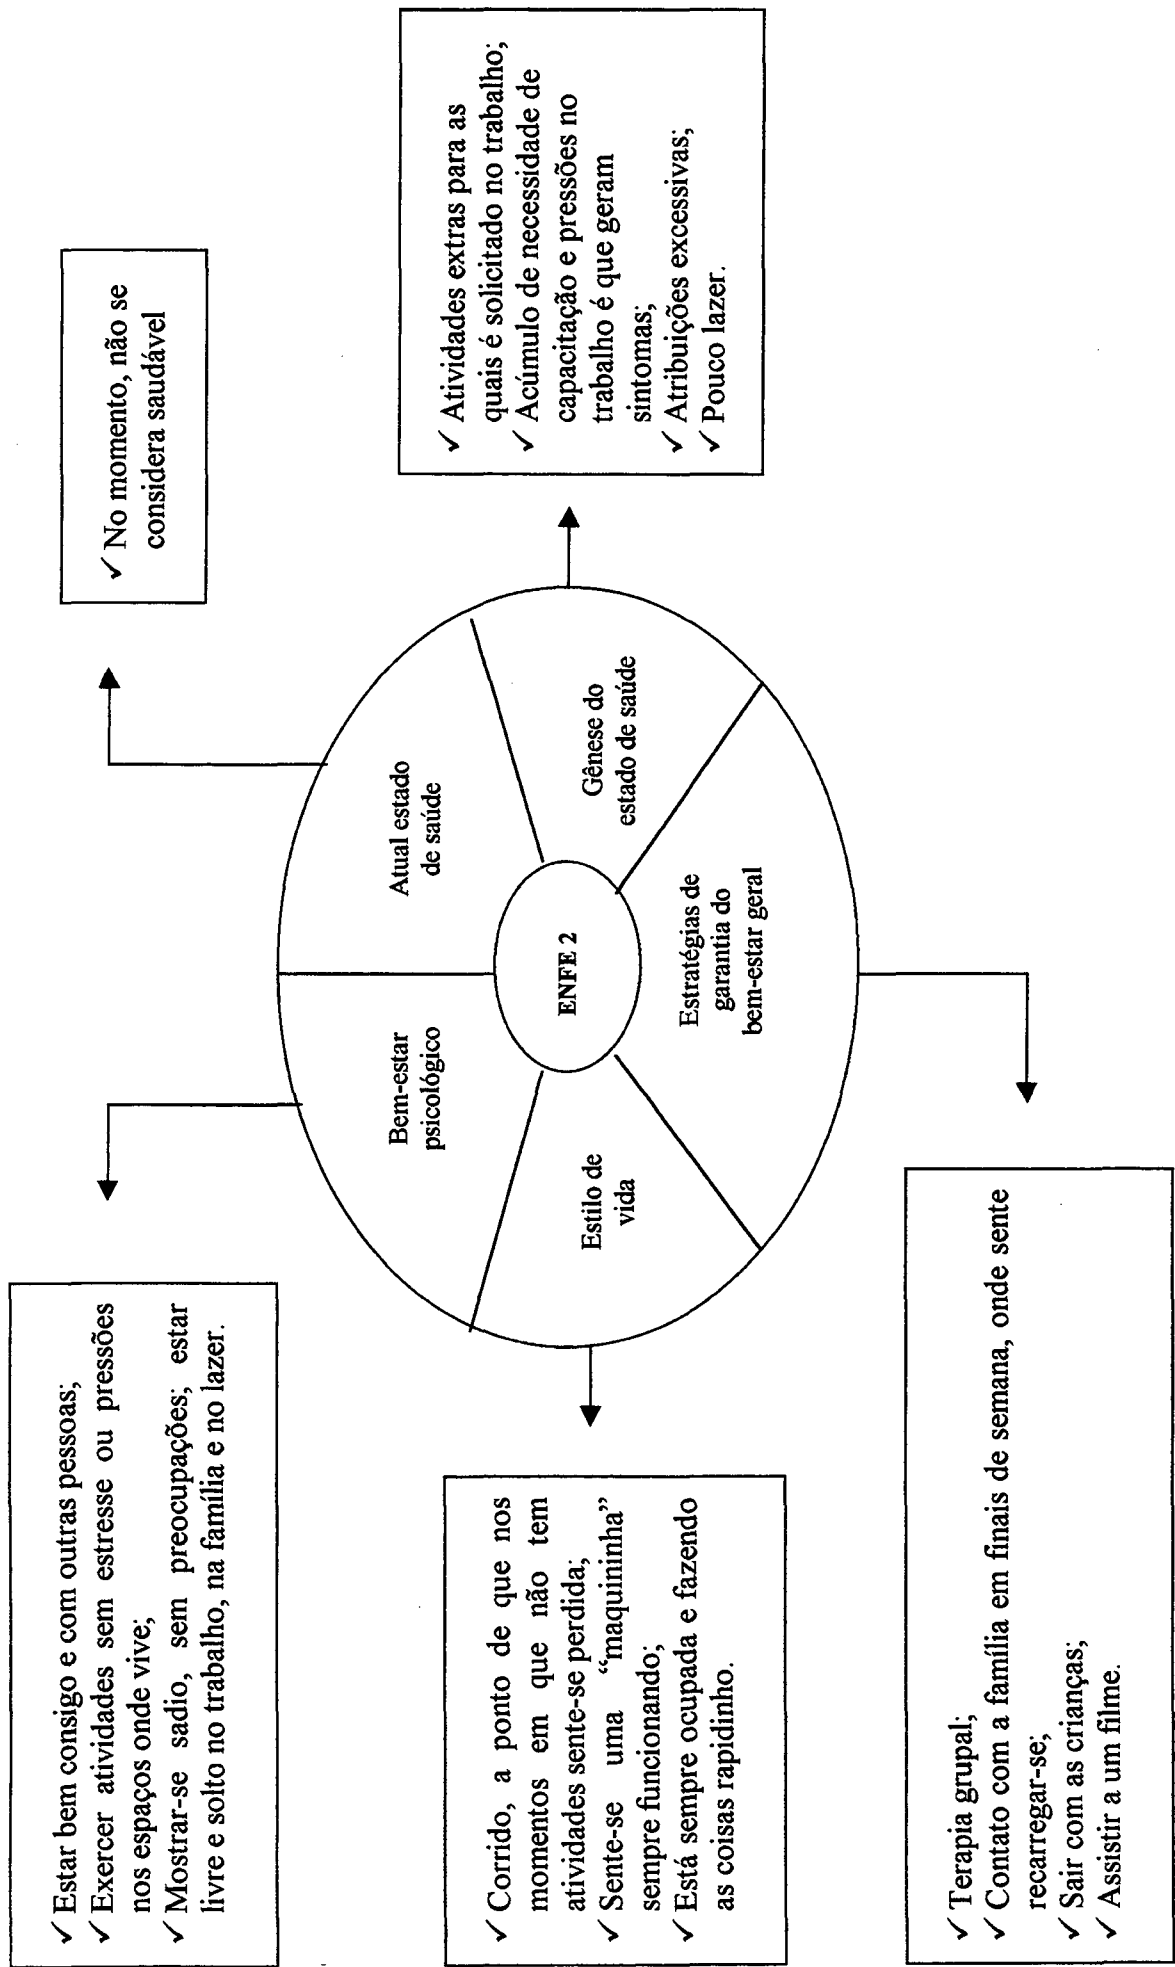 ✓ Estar bem consigo e com outras pessoas;
✓ Exercer atividades sem estresse ou pressões
nos espaços onde vive;
✓ Mostrar-se sadio, sem preocupações; estar
livre e solto no trabalho, na família e no lazer.
✓ No momento, não se
considera saudável
Bem-estar
psicológico
Atual estado
de saúde
✓ Corrido, a ponto de que nos
momentos em que não tem
atividades sente-se perdida;
✓ Sente-se uma “maquininha”
sempre funcionando;
✓ Está sempre ocupada e fazendo
as coisas rapidinho.
Estilo de
vida
ENFE 2
Gênese do
estado de saúde
✓ Atividades extras para as
quais é solicitado no trabalho;
✓ Acúmulo de necessidade de
capacitação e pressões no
trabalho é que geram
sintomas;
✓ Atribuições excessivas;
✓ Pouco lazer.
Estratégias de
garantia do
bem-estar geral
✓ Terapia grupal;
✓ Contato com a família em finais de semana, onde sente
recarregar-se;
✓ Sair com as crianças;
✓ Assistir a um filme.